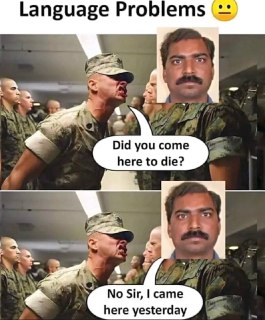 Language Problems 😐
Did you come
here to die?
No Sir, I came
here yesterday